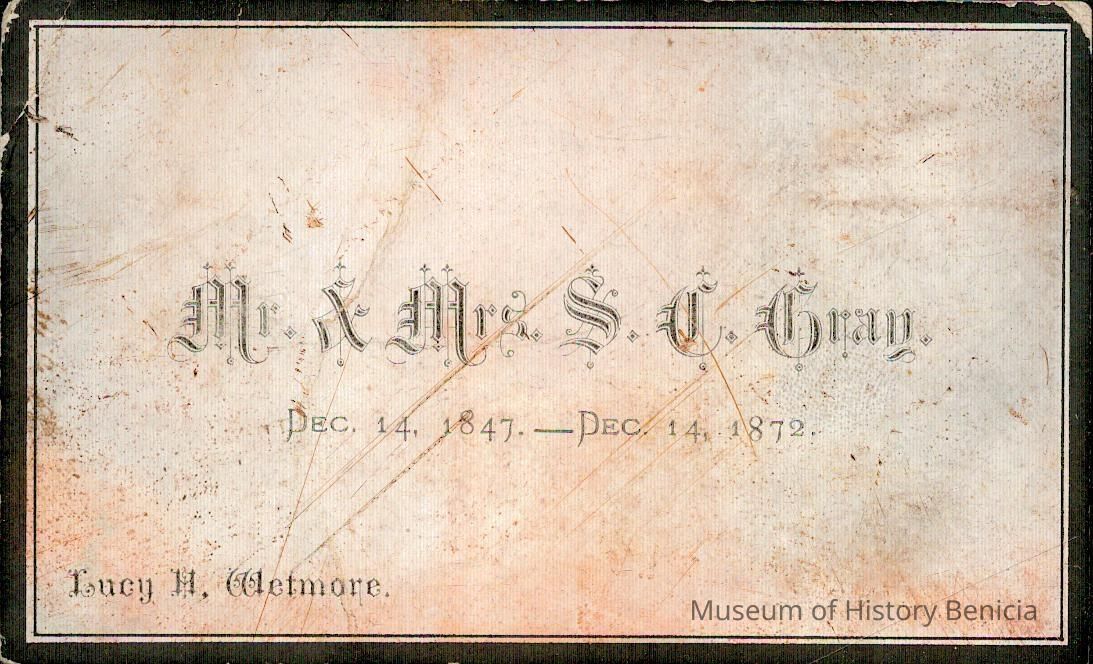 Mr. & Mrs. S. C. Gray.
Dec. 14, 1847. — Dec. 14, 1872.
Lucy H. Wetmore.
Museum of History Benicia